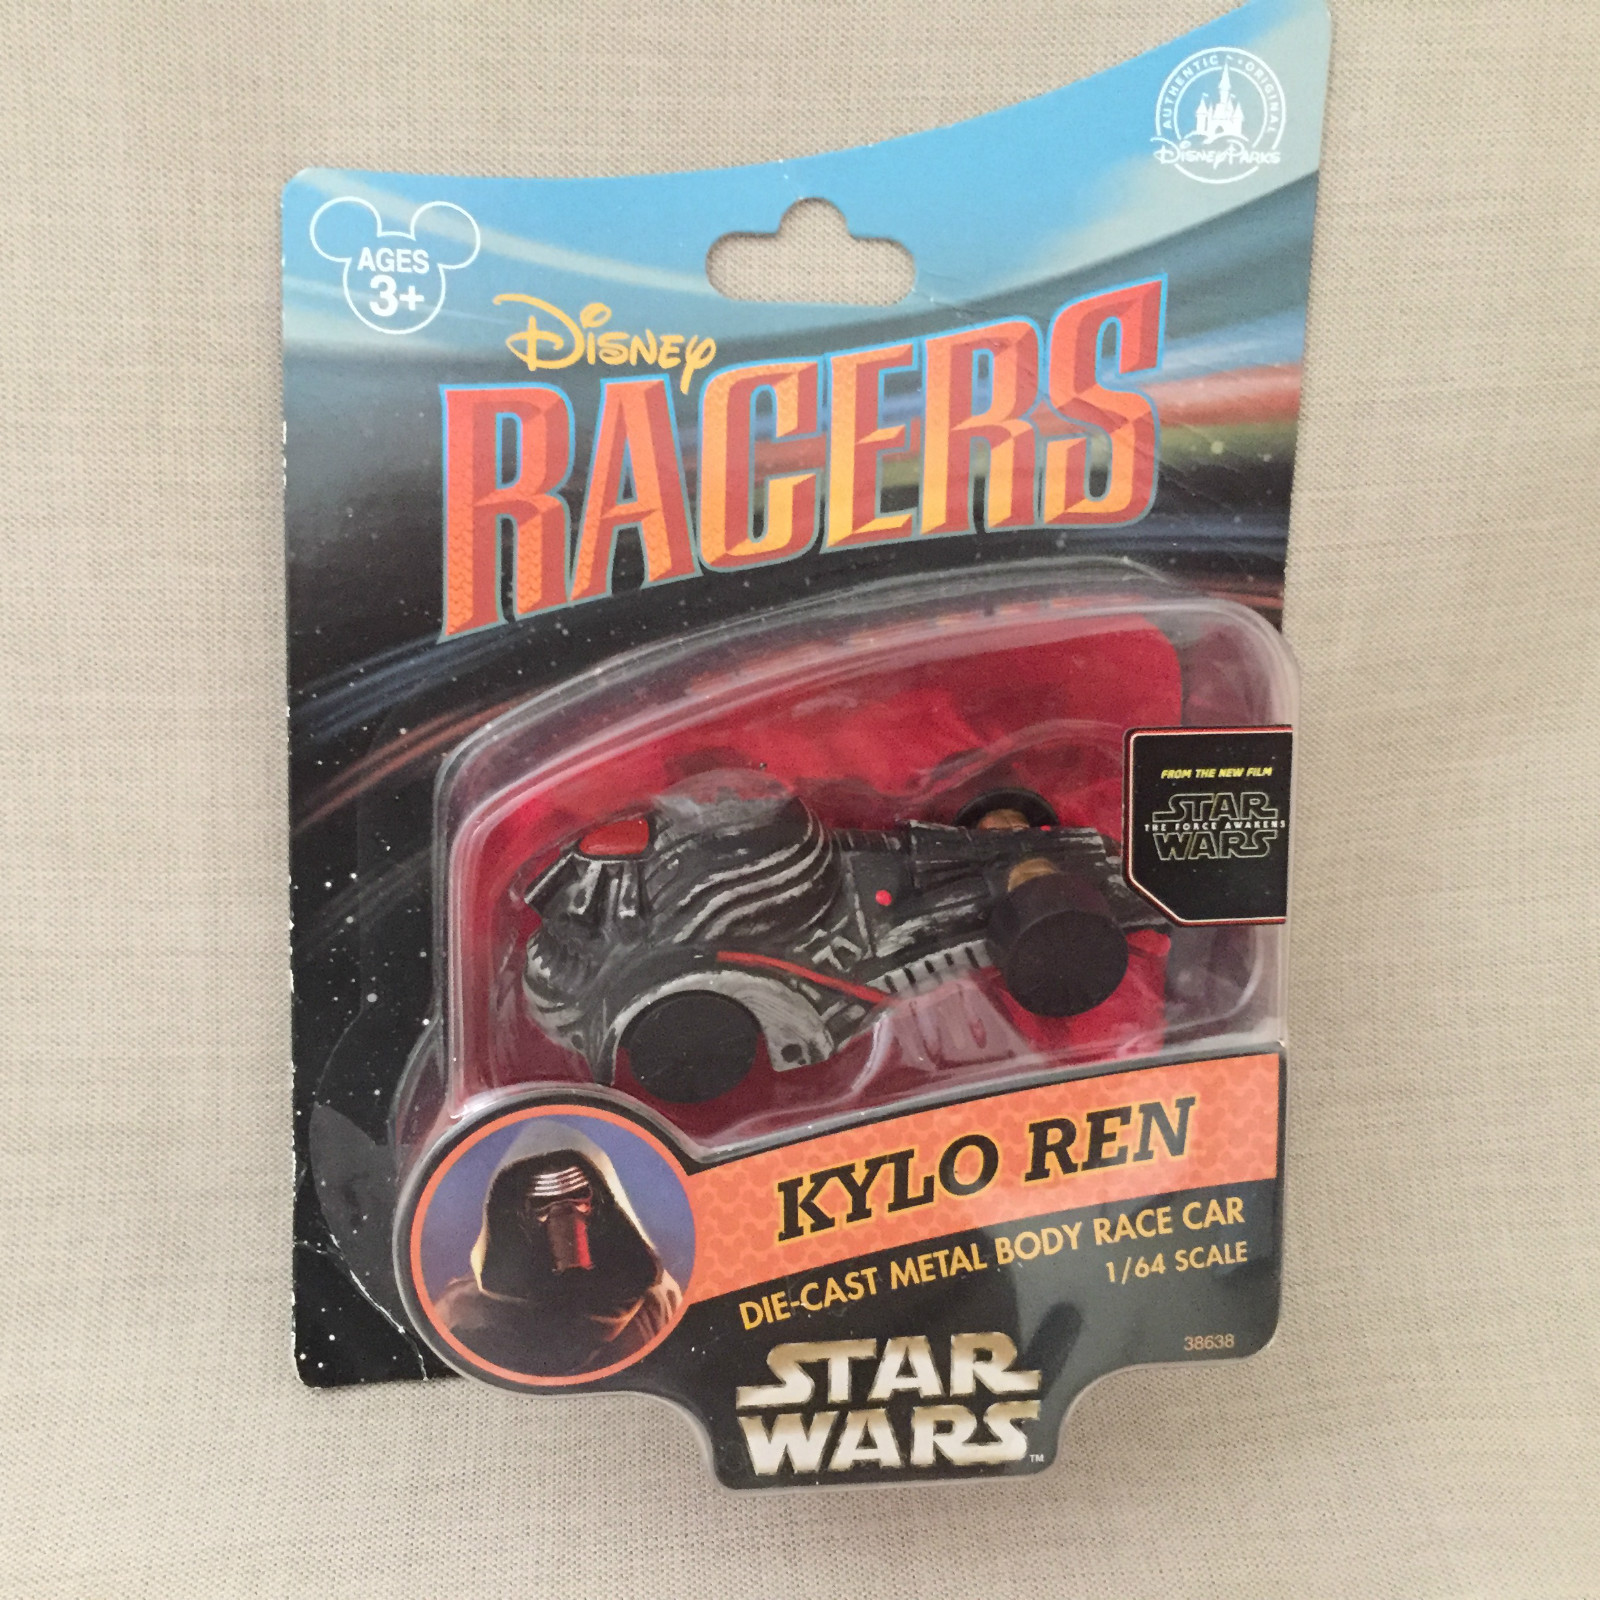 AUTHENTIC • ORIGINAL
Disney Parks
AGES
3+
Disney
RACERS
FROM THE NEW FILM
STAR
THE FORCE AWAKENS
WARS
KYLO REN
DIE-CAST METAL BODY RACE CAR
1/64 SCALE
38638
STAR
WARS™